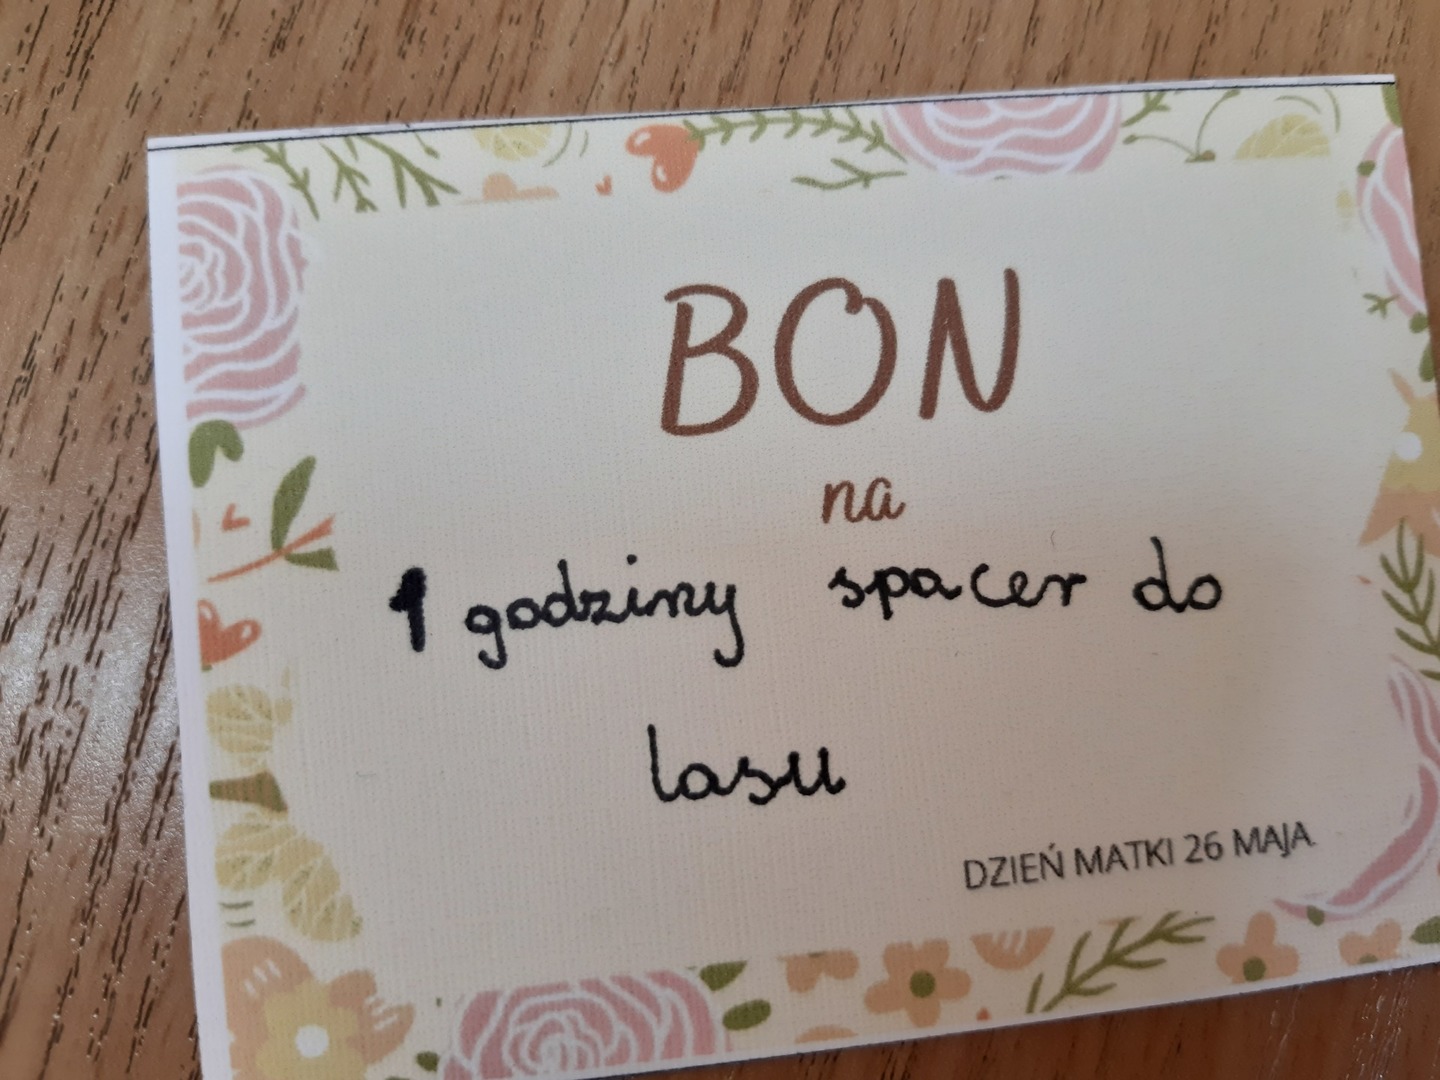 BON
na
1 godziny spacer do
lasu
DZIEŃ MATKI 26 MAJA